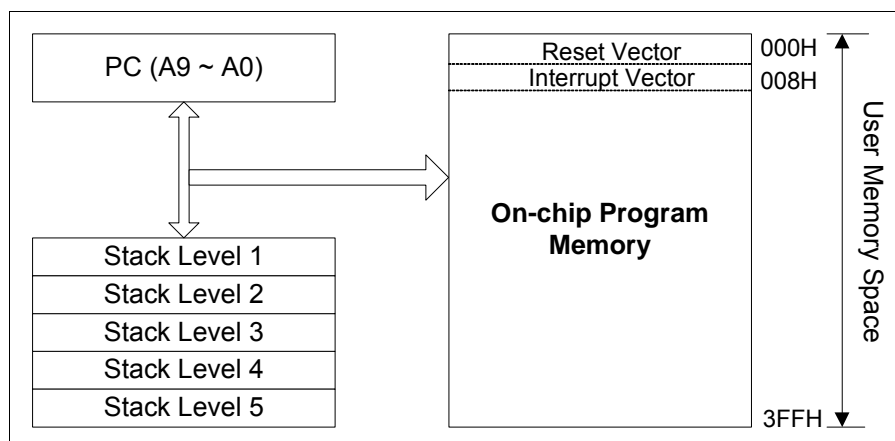 PC (A9 ~ A0)
Stack Level 1
Stack Level 2
Stack Level 3
Stack Level 4
Stack Level 5
Reset Vector
000H
Interrupt Vector
008H
On-chip Program
Memory
3FFH
User Memory Space